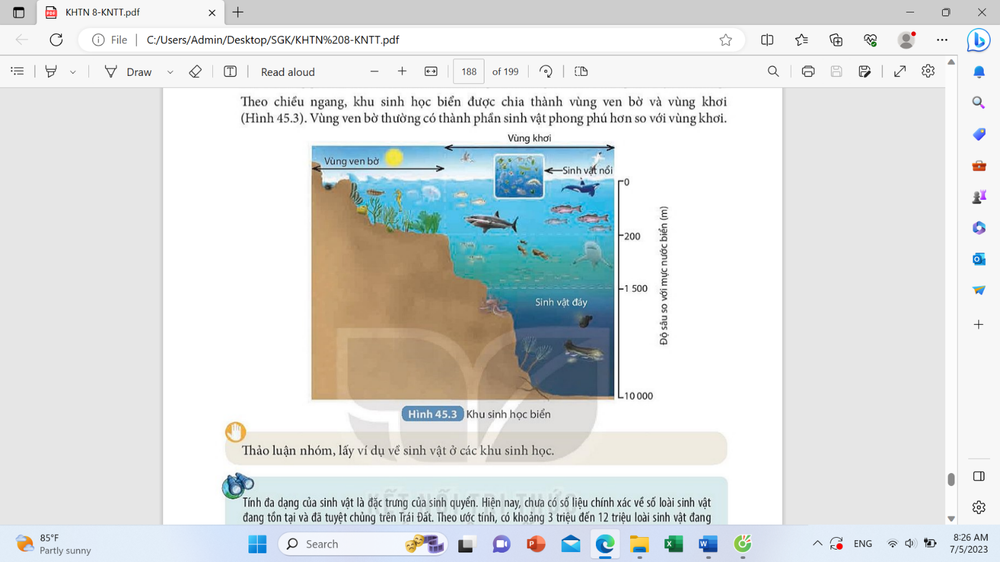 KHTN 8-KNTT.pdf
File
C:/Users/Admin/Desktop/SGK/KHTN%208-KNTT.pdf
Draw
Read aloud
188
of 199
Theo chiều ngang, khu sinh học biển được chia thành vùng ven bờ và vùng khơi
(Hình 45.3). Vùng ven bờ thường có thành phần sinh vật phong phú hơn so với vùng khơi.
Vùng khơi
Vùng ven bờ
Sinh vật nổi
0
200
1 500
Sinh vật đáy
10 000
Độ sâu so với mực nước biển (m)
Hình 45.3 Khu sinh học biển
Thảo luận nhóm, lấy ví dụ về sinh vật ở các khu sinh học.
KẾT NỐI TRI THỨC
Tính đa dạng của sinh vật là đặc trưng của sinh quyển. Hiện nay, chưa có số liệu chính xác về số loài sinh vật
đang tồn tại và đã tuyệt chủng trên Trái Đất. Theo ước tính, có khoảng 3 triệu đến 12 triệu loài sinh vật đang
85°F
Partly sunny
Search
ENG
8:26 AM
7/5/2023